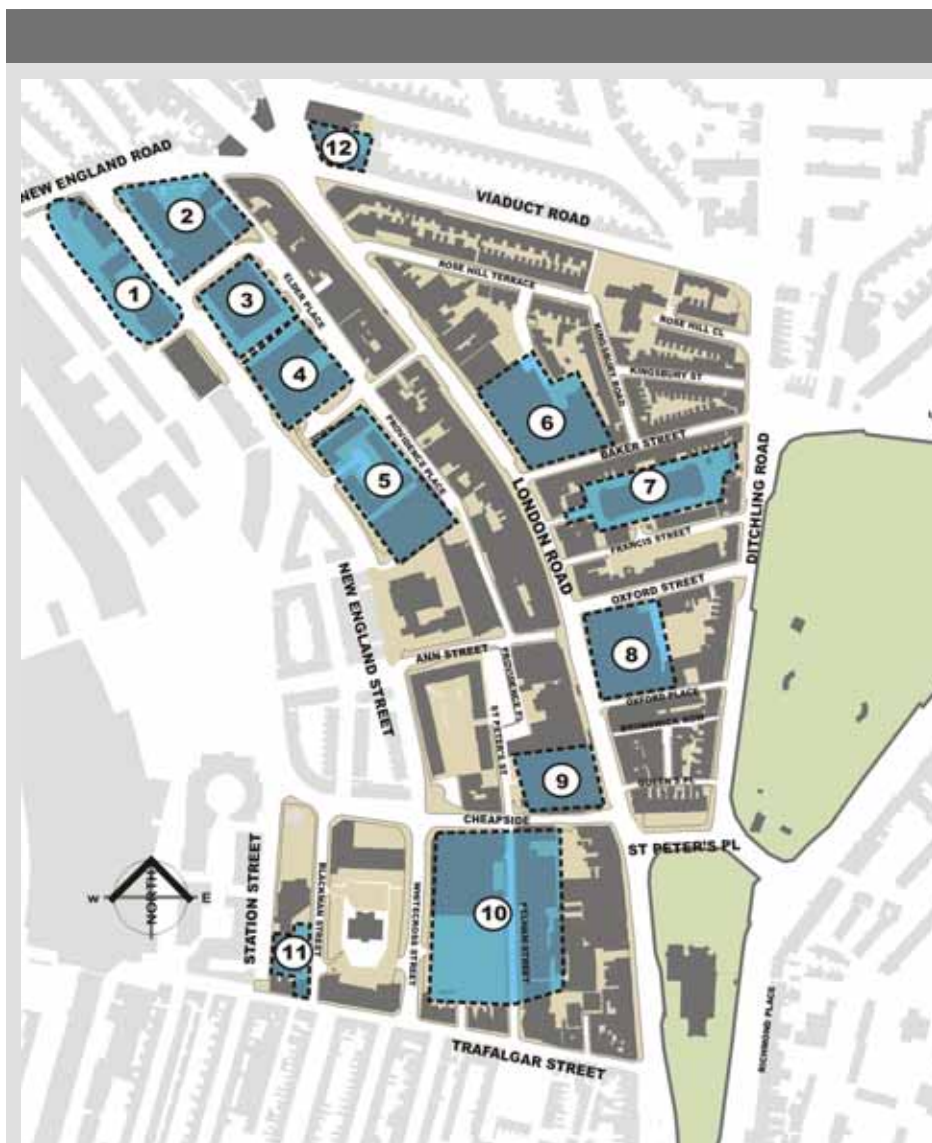 12
NEW ENGLAND ROAD
VIADUCT ROAD
2
ROSE HILL TERRACE
1
3
ELDER PLACE
ROSE HILL CL
4
KINGSBURY ROAD
KINGSBURY ST
6
PROVIDENCE PLACE
BAKER STREET
5
7
LONDON ROAD
DITCHLING ROAD
FRANCIS STREET
OXFORD STREET
NEW ENGLAND STREET
ANN STREET
PROVIDENCE PL
8
OXFORD PLACE
BRUNSWICK ROW
ST PETER'S ST
9
QUEEN'S PL
CHEAPSIDE
ST PETER'S PL
STATION STREET
BLACKMAN STREET
WHITECROSS STREET
10
PELHAM STREET
W
NORTH
E
11
RICHMOND PLACE
TRAFALGAR STREET